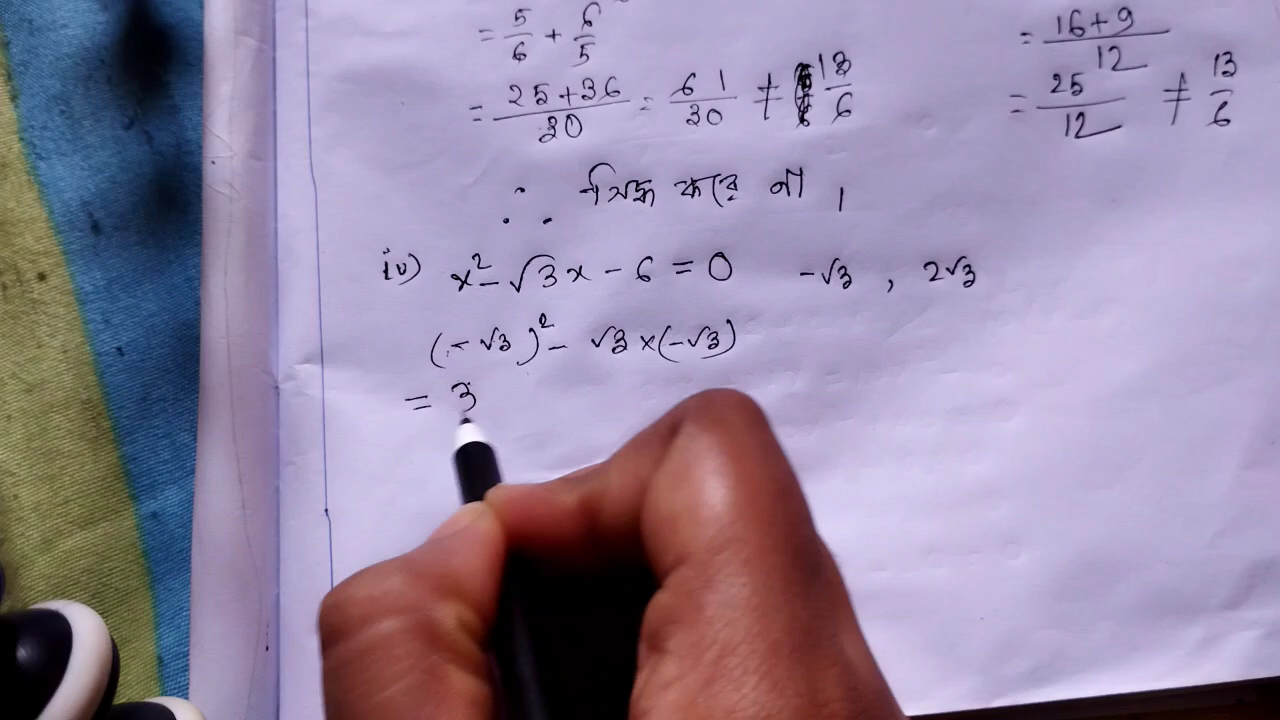 = 5/6 + 6/5
= 25+36/30 = 61/30 ≠ 13/6
= 16+9/12
= 25/12 ≠ 13/6
∴ সিদ্ধ করে না ।
iv) x² - √3x - 6 = 0    -√3 , 2√3
(-√3)² - √3 × (-√3)
= 3